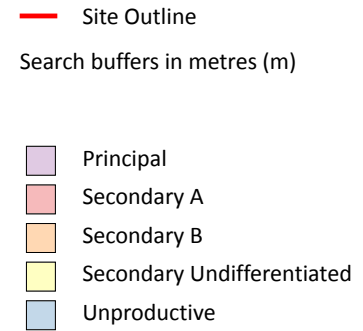 Site Outline
Search buffers in metres (m)
Principal
Secondary A
Secondary B
Secondary Undifferentiated
Unproductive